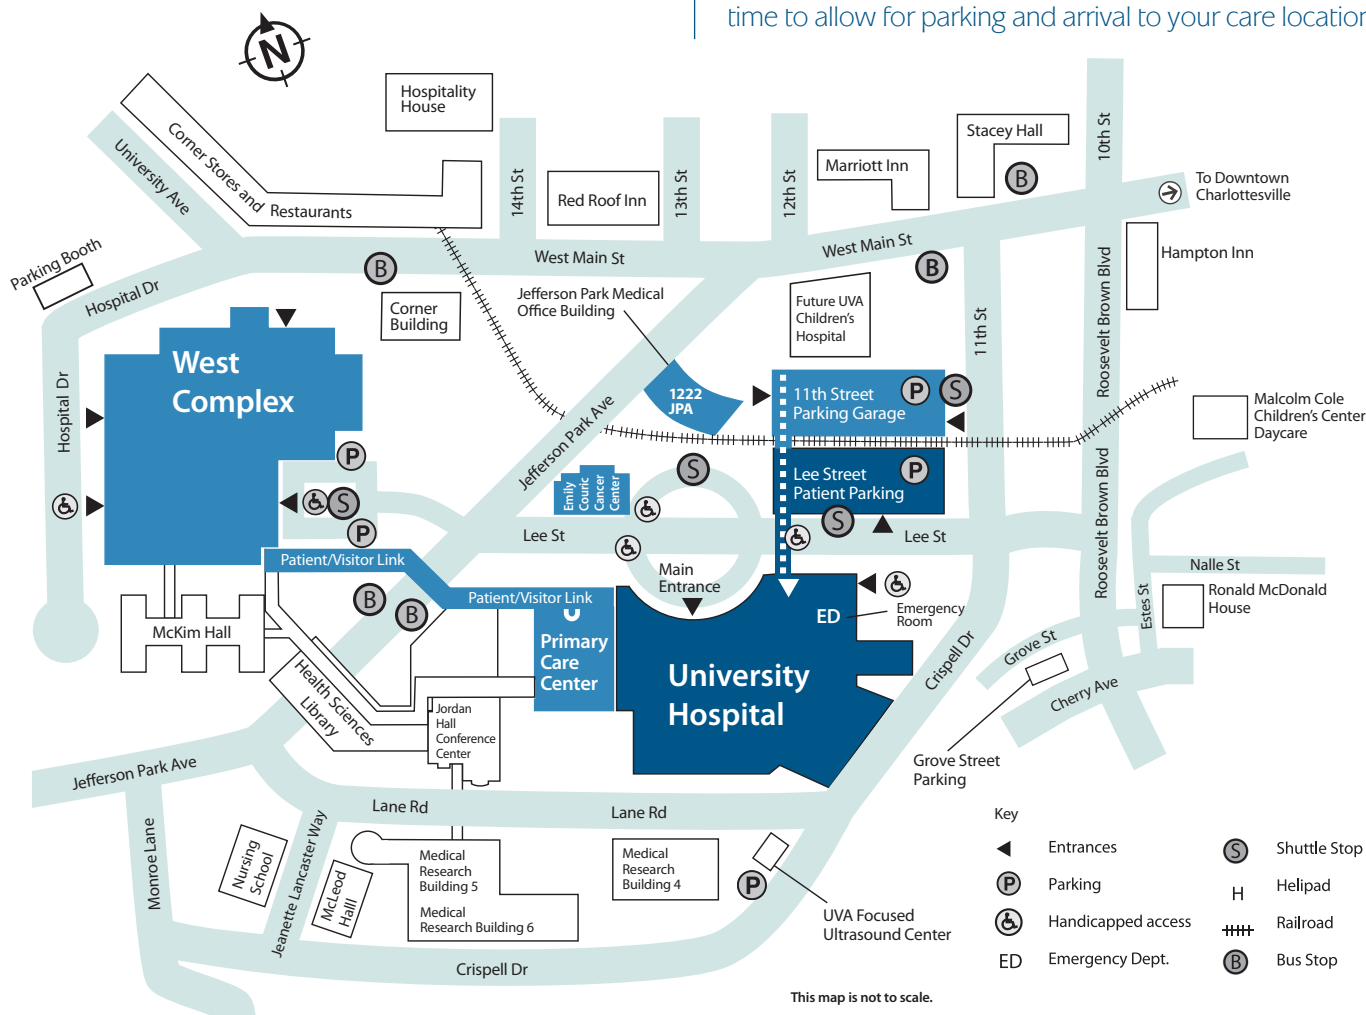 time to allow for parking and arrival to your care location
N
Hospitality
House
Corner Stores and
Restaurants
University Ave
14th St
Red Roof Inn
13th St
12th St
Marriott Inn
Stacey Hall
B
10th St
To Downtown
Charlottesville
Parking Booth
Hospital Dr
B
West Main St
West Main St
B
Hampton Inn
Corner
Building
Jefferson Park Medical
Office Building
Future UVA
Children's
Hospital
11th St
Roosevelt Brown Blvd
West
Complex
Hospital Dr
1222
JPA
11th Street
Parking Garage
P
S
Malcolm Cole
Children's Center
Daycare
Jefferson Park Ave
P
S
P
Emily
Couric
Cancer
Center
S
Lee Street
Patient Parking
P
S
Lee St
Lee St
Roosevelt Brown Blvd
Patient/Visitor Link
Patient/Visitor Link
B
B
Main
Entrance
ED
Emergency
Room
Nalle St
Estes St
Ronald McDonald
House
McKim Hall
Primary
Care
Center
University
Hospital
Crispell Dr
Grove St
Cherry Ave
Health Sciences
Library
Jordan
Hall
Conference
Center
Grove Street
Parking
Jefferson Park Ave
Lane Rd
Lane Rd
Monroe Lane
Nursing
School
Jeanette Lancaster Way
McLeod
Halll
Medical
Research
Building 5
Medical
Research Building 6
Medical
Research
Building 4
P
UVA Focused
Ultrasound Center
Crispell Dr
Key
Entrances
P Parking
Handicapped access
ED Emergency Dept.
S Shuttle Stop
H Helipad
Railroad
B Bus Stop
This map is not to scale.